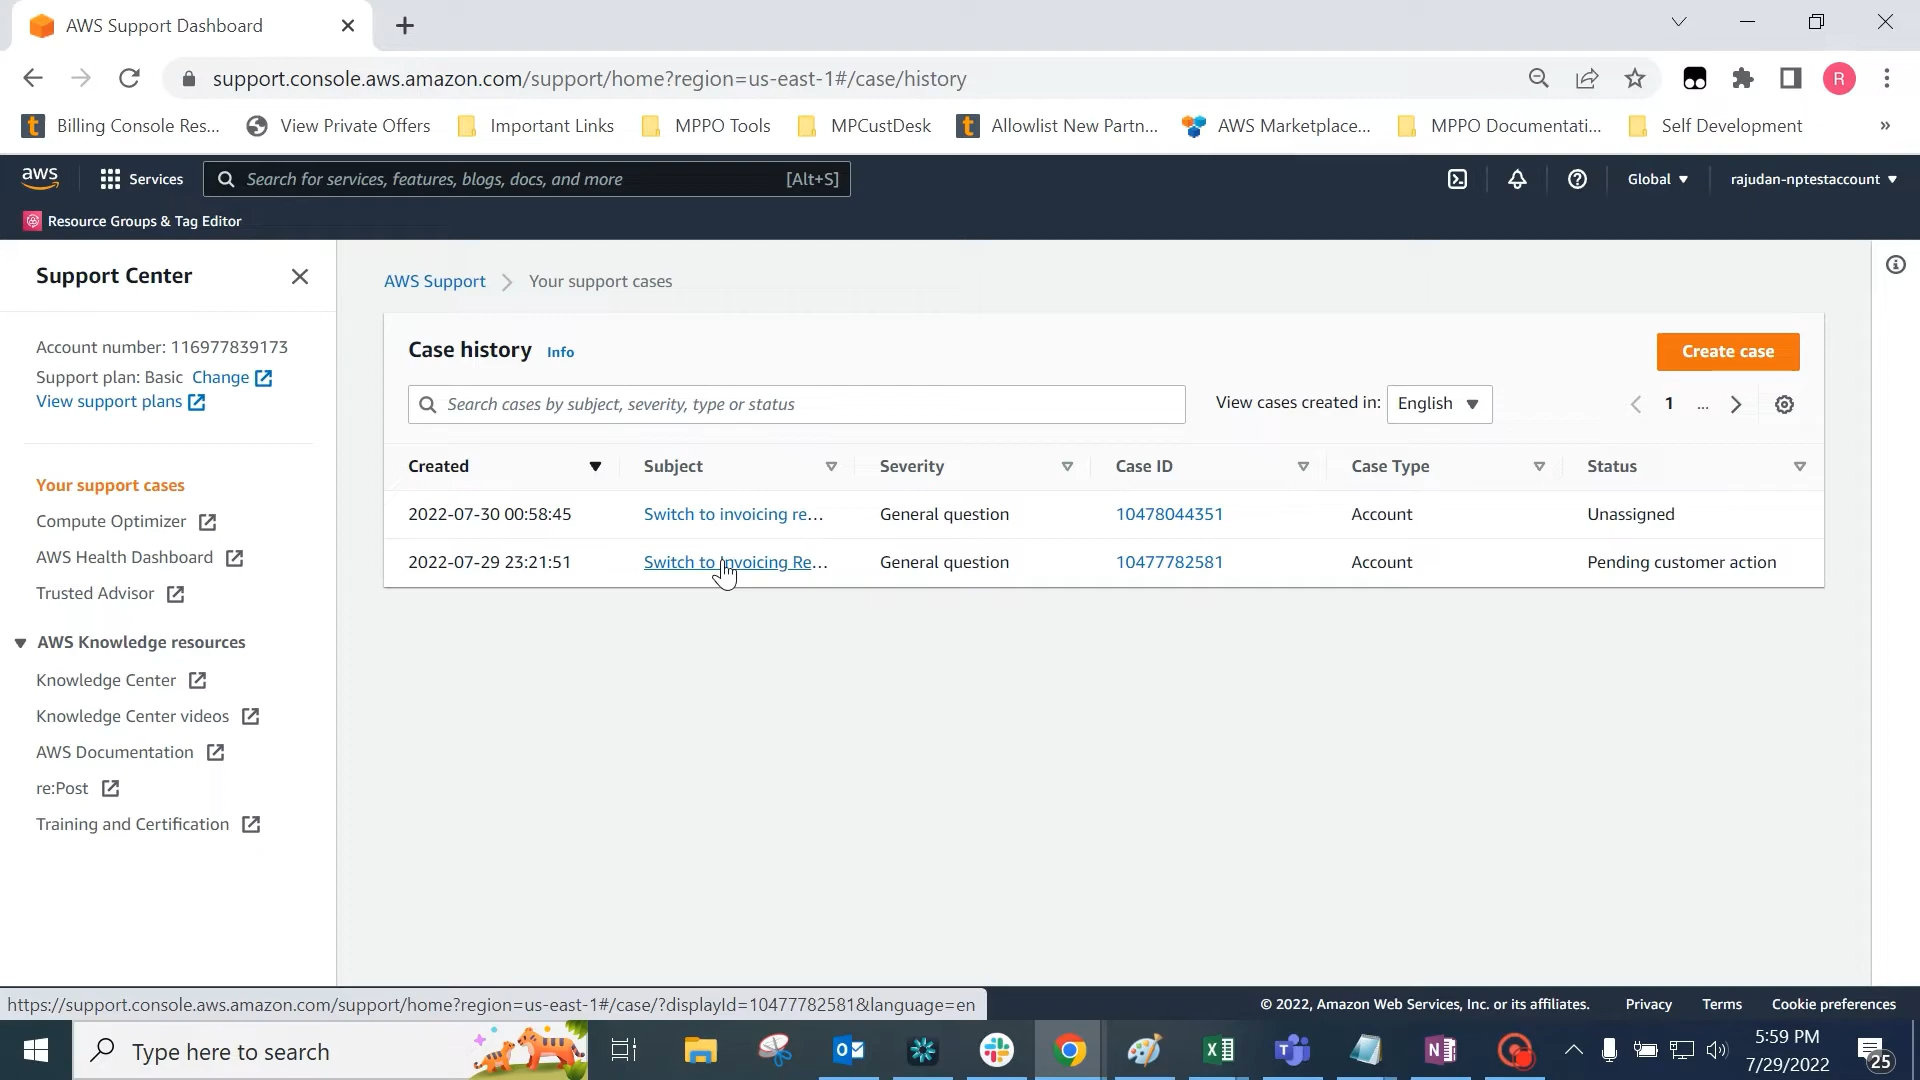 AWS Support Dashboard
support.console.aws.amazon.com/support/home?region=us-east-1#/case/history
R
Billing Console Res... View Private Offers Important Links MPPO Tools MPCustDesk Allowlist New Partn... AWS Marketplace... MPPO Documentati... Self Development »
aws Services Search for services, features, blogs, docs, and more [Alt+S] Global rajudan-nptestaccount
Resource Groups & Tag Editor
Support Center
Account number: 116977839173
Support plan: Basic Change
View support plans
Your support cases
Compute Optimizer
AWS Health Dashboard
Trusted Advisor
AWS Knowledge resources
Knowledge Center
Knowledge Center videos
AWS Documentation
re:Post
Training and Certification
AWS Support > Your support cases
Case history Info
Create case
Search cases by subject, severity, type or status
View cases created in: English
1 ...
Created Subject Severity Case ID Case Type Status
2022-07-30 00:58:45 Switch to invoicing re... General question 10478044351 Account Unassigned
2022-07-29 23:21:51 Switch to Invoicing Re... General question 10477782581 Account Pending customer action
https://support.console.aws.amazon.com/support/home?region=us-east-1#/case/?displayId=10477782581&language=en
© 2022, Amazon Web Services, Inc. or its affiliates. Privacy Terms Cookie preferences
Type here to search
5:59 PM
7/29/2022
25